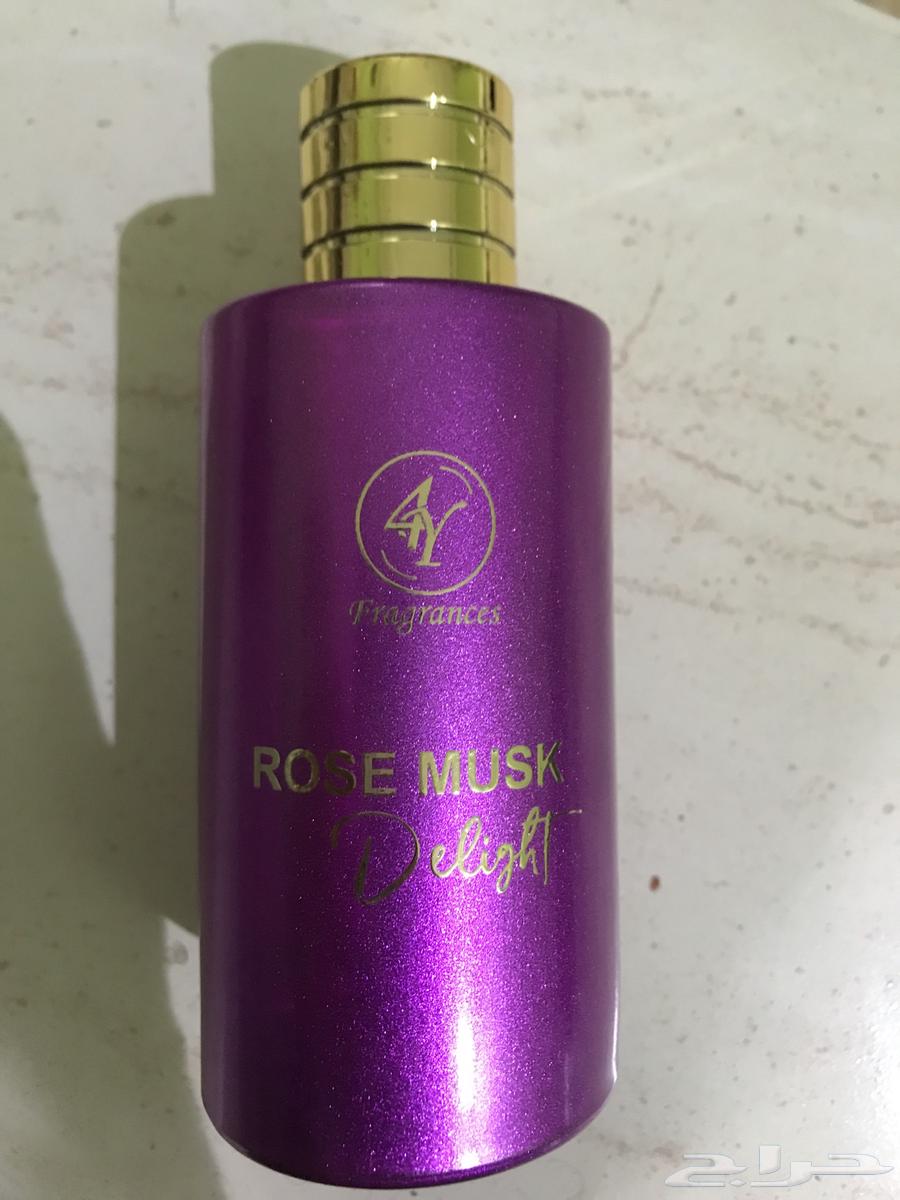 4Y
Fragrances
ROSE MUSK
Delight
حراج